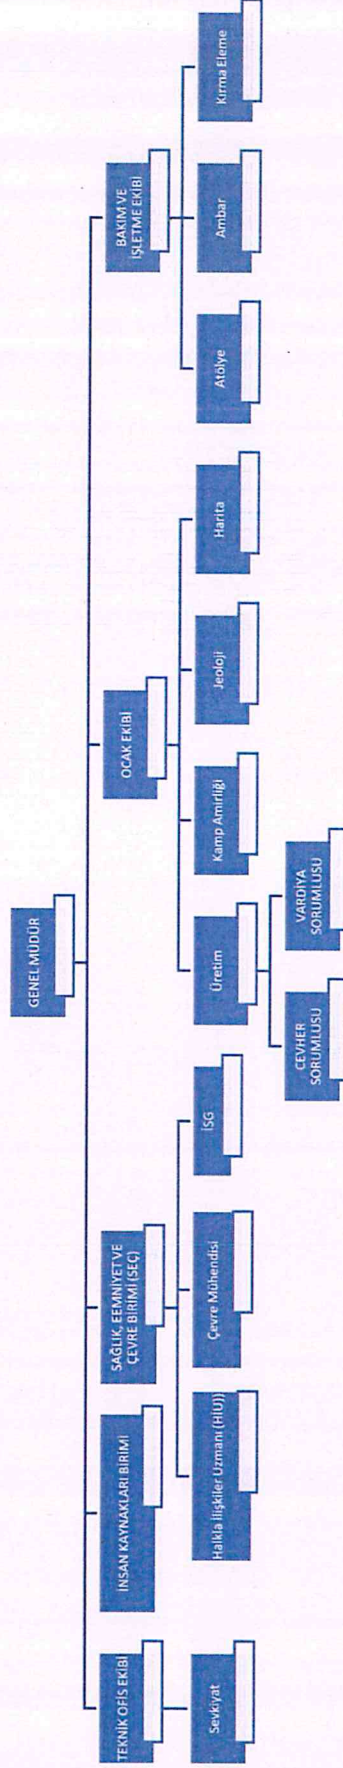 GENEL MÜDÜR
TEKNİK OFİS EKİBİ
İNSAN KAYNAKLARI BİRİMİ
SAĞLIK, EEMNİYET VE
ÇEVRE BİRİMİ (SEÇ)
OCAK EKİBİ
BAKIM VE
İŞLETME EKİBİ
Sevkiyat
Halkla İlişkiler Uzmanı (HİU))
Çevre Mühendisi
İSG
Üretim
Kamp Amirliği
Jeoloji
Harita
Atölye
Ambar
Kırma Eleme
CEVHER
SORUMLUSU
VARDİYA
SORUMLUSU